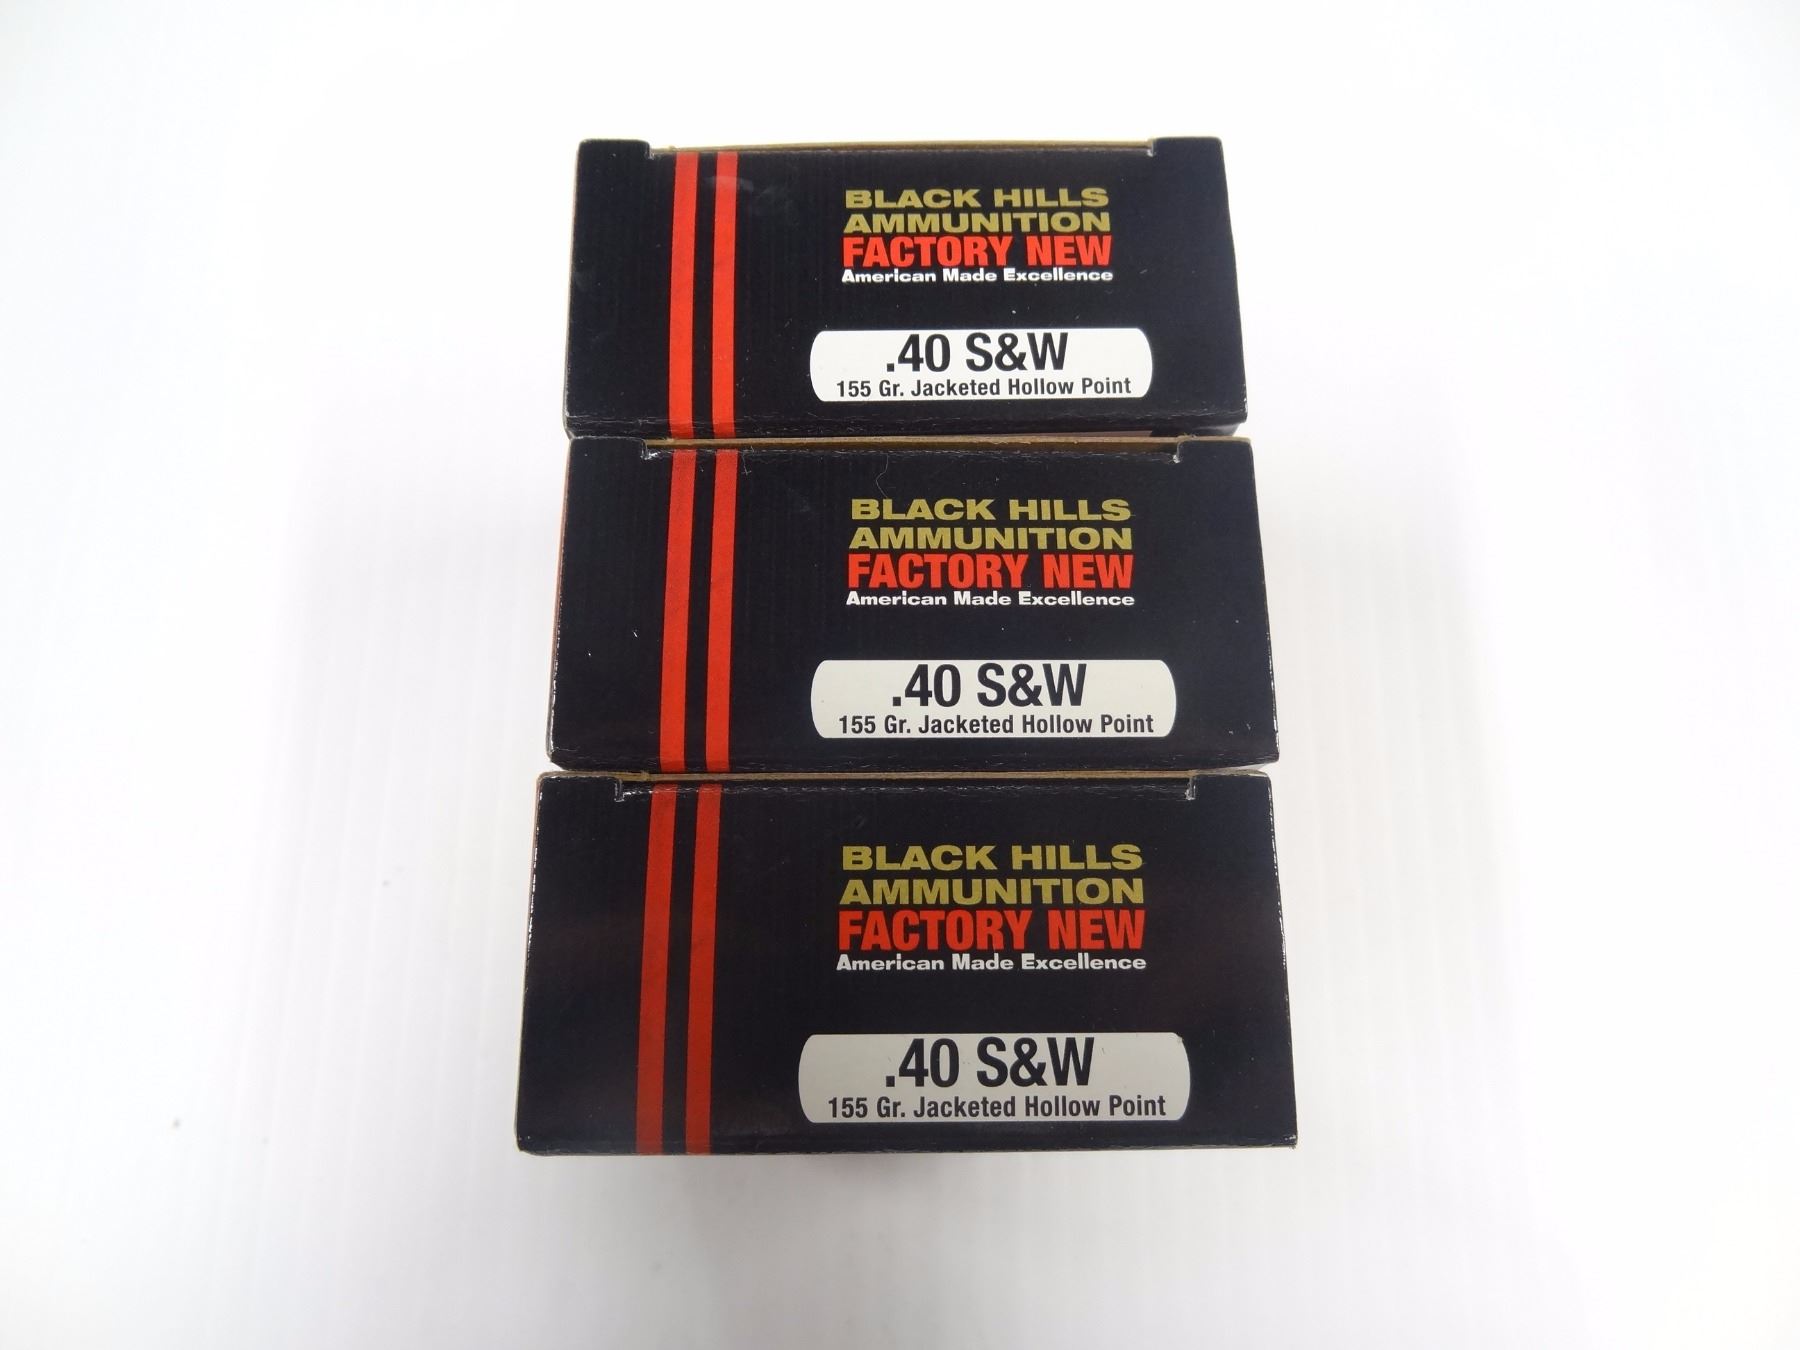 BLACK HILLS
AMMUNITION
FACTORY NEW
American Made Excellence
.40 S&W
155 Gr. Jacketed Hollow Point
BLACK HILLS
AMMUNITION
FACTORY NEW
American Made Excellence
.40 S&W
155 Gr. Jacketed Hollow Point
BLACK HILLS
AMMUNITION
FACTORY NEW
American Made Excellence
.40 S&W
155 Gr. Jacketed Hollow Point